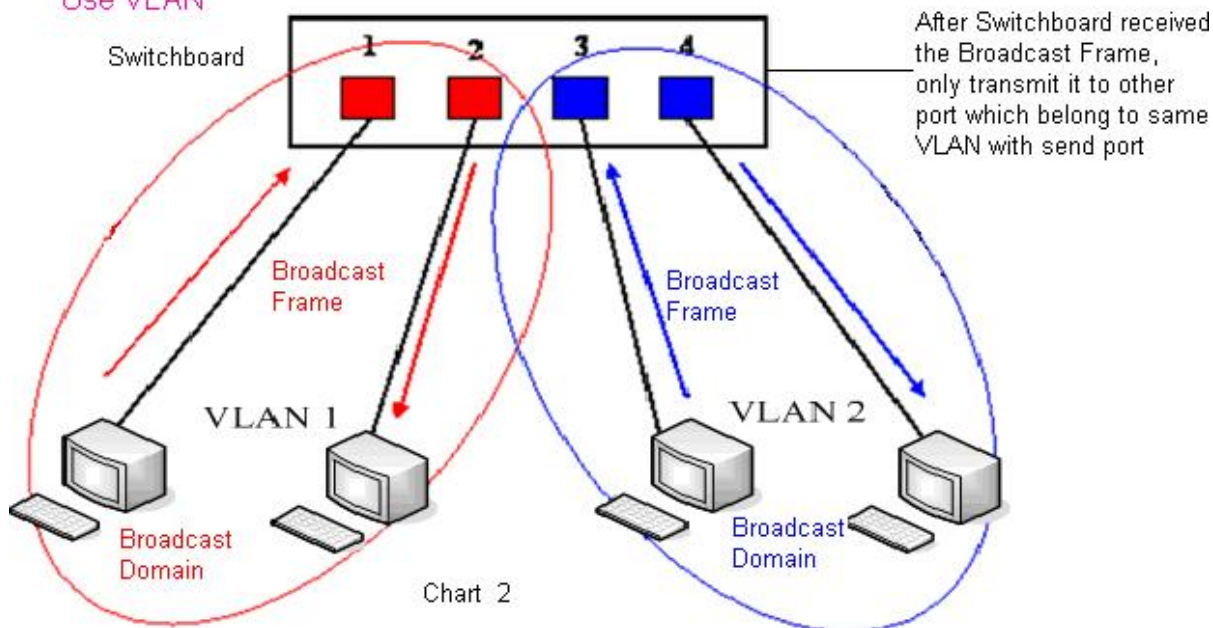 Use VLAN
Switchboard
1
2
3
4
After Switchboard received
the Broadcast Frame,
only transmit it to other
port which belong to same
VLAN with send port
Broadcast
Frame
Broadcast
Frame
VLAN 1
VLAN 2
Broadcast
Domain
Broadcast
Domain
Chart 2